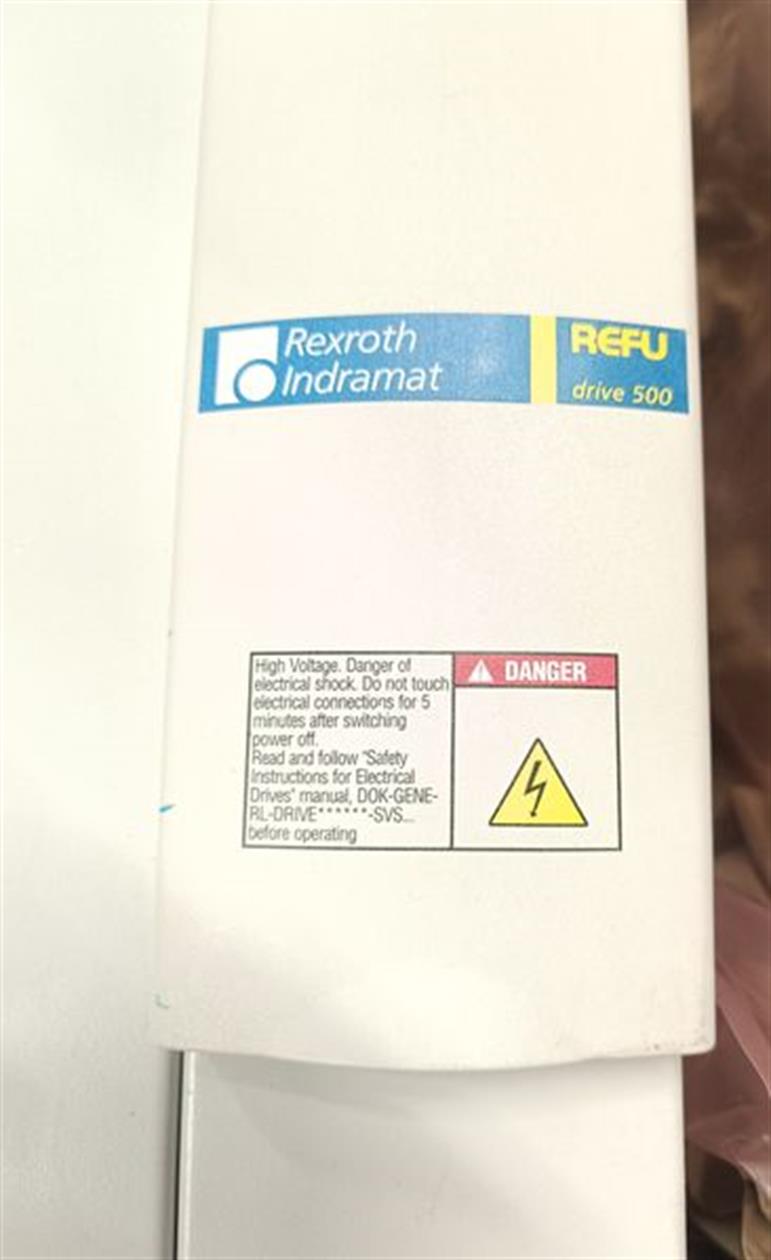 Rexroth
Indramat
REFU
drive 500
High Voltage. Danger of
electrical shock. Do not touch
electrical connections for 5
minutes after switching
power off.
Read and follow "Safety
Instructions for Electrical
Drives" manual, DOK-GENE-
RL-DRIVE******-SVS...
before operating
DANGER